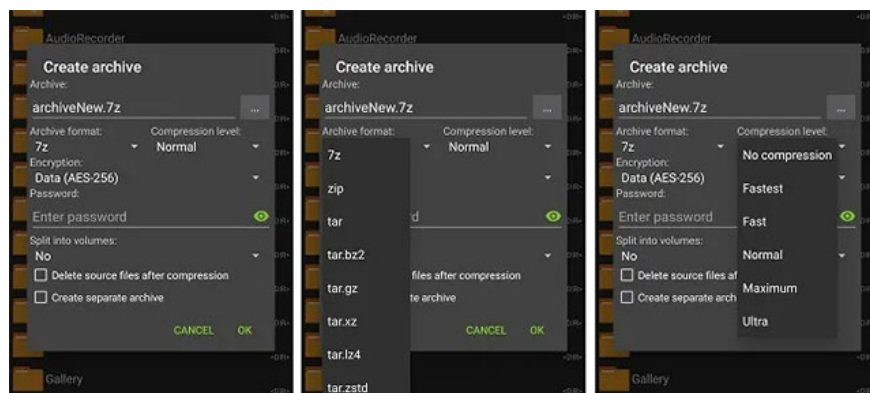 AudioRecorder
Create archive
Archive:
archiveNew.7z
...
Archive format: Compression level:
7z Normal
Encryption:
Data (AES-256)
Password:
Enter password
Split into volumes:
No
Delete source files after compression
Create separate archive
CANCEL OK
Gallery
AudioRecorder
Create archive
Archive:
archiveNew.7z
...
Archive format: Compression level:
7z Normal
zip
tar
tar.bz2
files after compression
tar.gz
te archive
tar.xz
CANCEL OK
tar.lz4
tar.zstd
AudioRecorder
Create archive
Archive:
archiveNew.7z
...
Archive format: Compression level:
7z No compression
Encryption:
Data (AES-256) Fastest
Password:
Enter password Fast
Split into volumes:
No Normal
Delete source files af
Maximum
Create separate arch
Ultra
Gallery